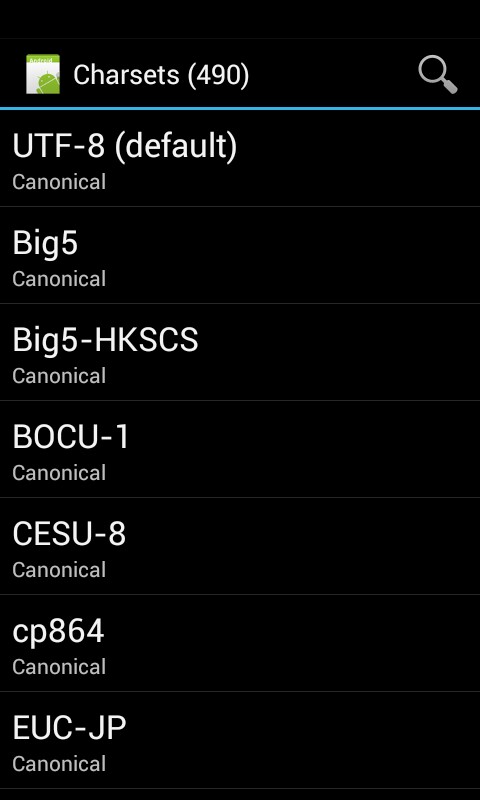 Android
Charsets (490)
UTF-8 (default)
Canonical
Big5
Canonical
Big5-HKSCS
Canonical
BOCU-1
Canonical
CESU-8
Canonical
cp864
Canonical
EUC-JP
Canonical